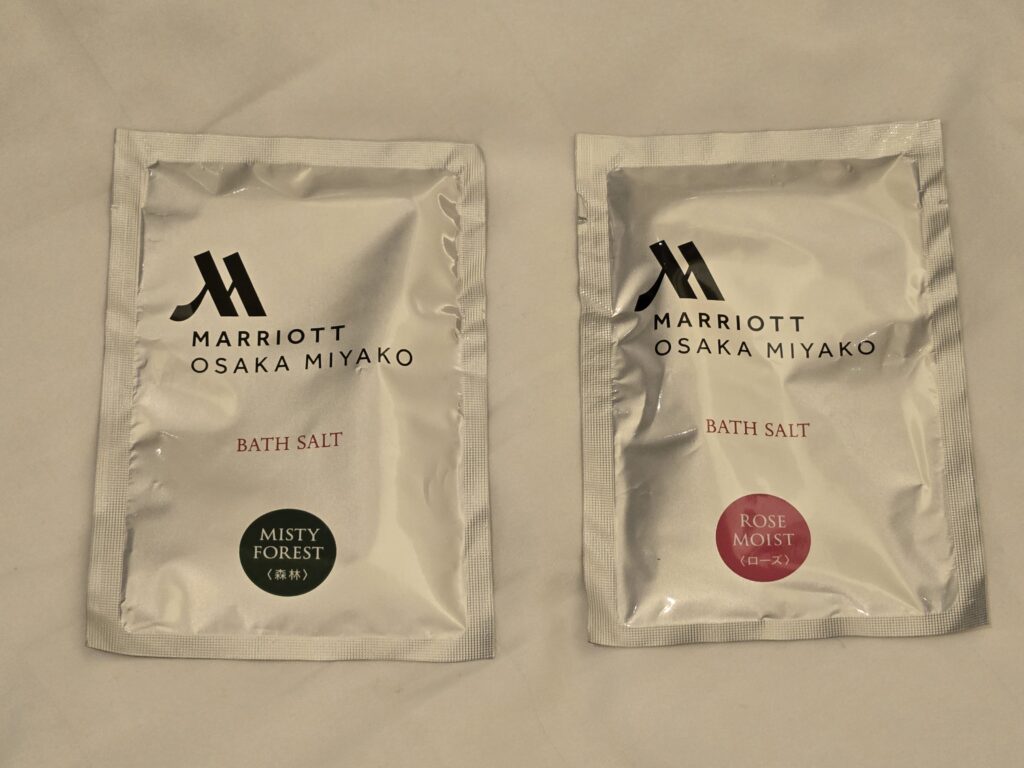 MARRIOTT
OSAKA MIYAKO
BATH SALT
MISTY
FOREST
〈森林〉
MARRIOTT
OSAKA MIYAKO
BATH SALT
ROSE
MOIST
〈ローズ〉